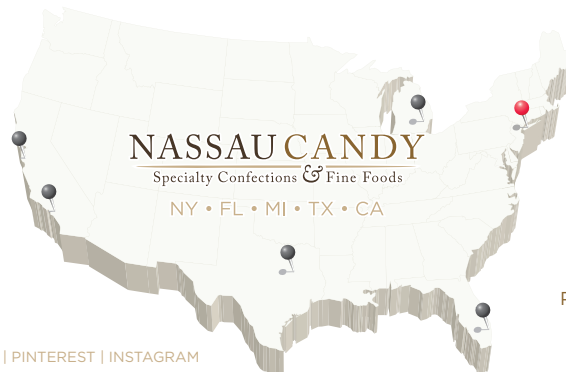 NASSAU CANDY
Specialty Confections & Fine Foods
NY • FL • MI • TX • CA
| PINTEREST | INSTAGRAM